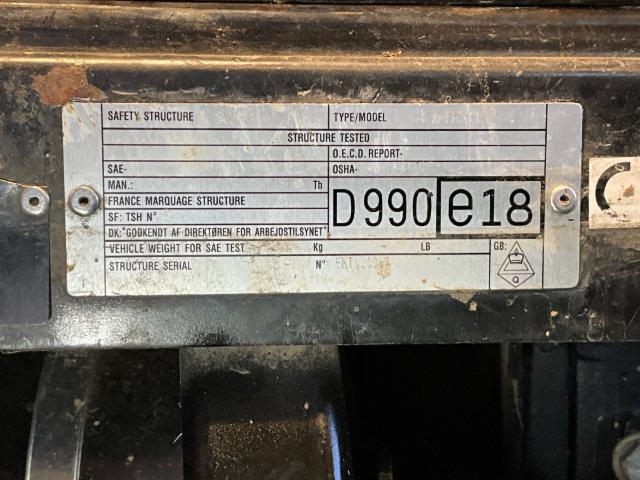 SAFETY STRUCTURE
TYPE/MODEL
STRUCTURE TESTED
O.E.C.D. REPORT-
SAE-
OSHA-
MAN.: Th
FRANCE MARQUAGE STRUCTURE
SF: TSH N°
D990 e18
DK:"GODKENDT AF DIREKTØREN FOR ARBEJDSTILSYNET"
VEHICLE WEIGHT FOR SAE TEST Kg LB
GB:
STRUCTURE SERIAL N°
Q